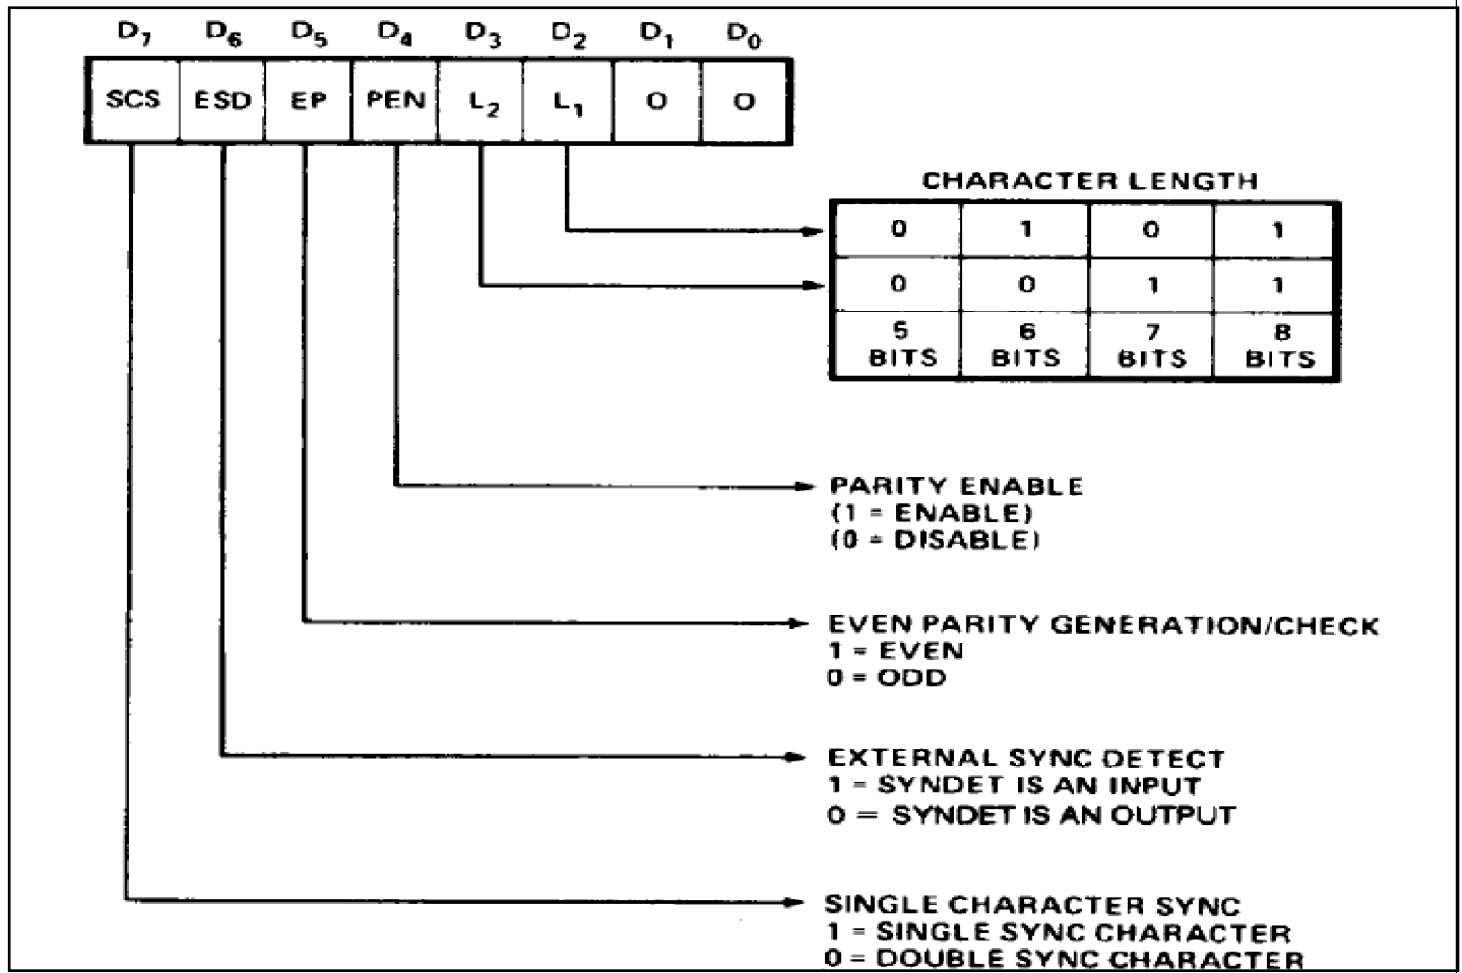 D7 D6 D5 D4 D3 D2 D1 D0
SCS ESD EP PEN L2 L1 0 0
CHARACTER LENGTH
0 1 0 1
0 0 1 1
5 6 7 8
BITS BITS BITS BITS
PARITY ENABLE
(1 = ENABLE)
(0 = DISABLE)
EVEN PARITY GENERATION/CHECK
1 = EVEN
0 = ODD
EXTERNAL SYNC DETECT
1 = SYNDET IS AN INPUT
0 = SYNDET IS AN OUTPUT
SINGLE CHARACTER SYNC
1 = SINGLE SYNC CHARACTER
0 = DOUBLE SYNC CHARACTER